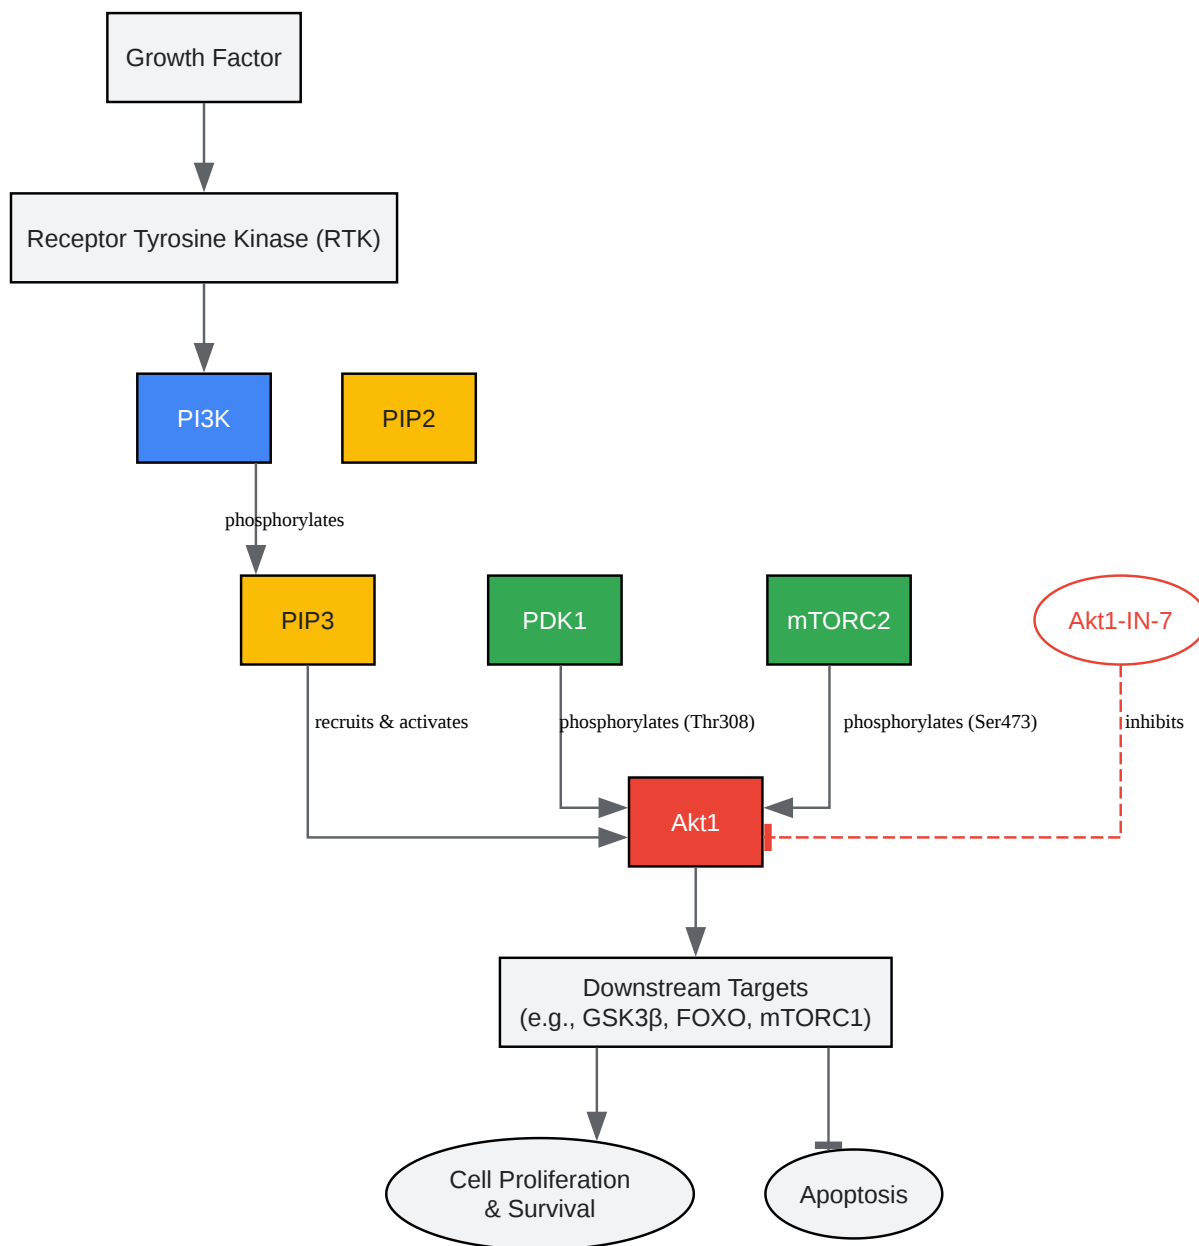 Growth Factor
Receptor Tyrosine Kinase (RTK)
PI3K
PIP2
phosphorylates
PIP3
PDK1
mTORC2
Akt1-IN-7
recruits & activates
phosphorylates (Thr308)
phosphorylates (Ser473)
inhibits
Akt1
Downstream Targets
(e.g., GSK3β, FOXO, mTORC1)
Cell Proliferation
& Survival
Apoptosis